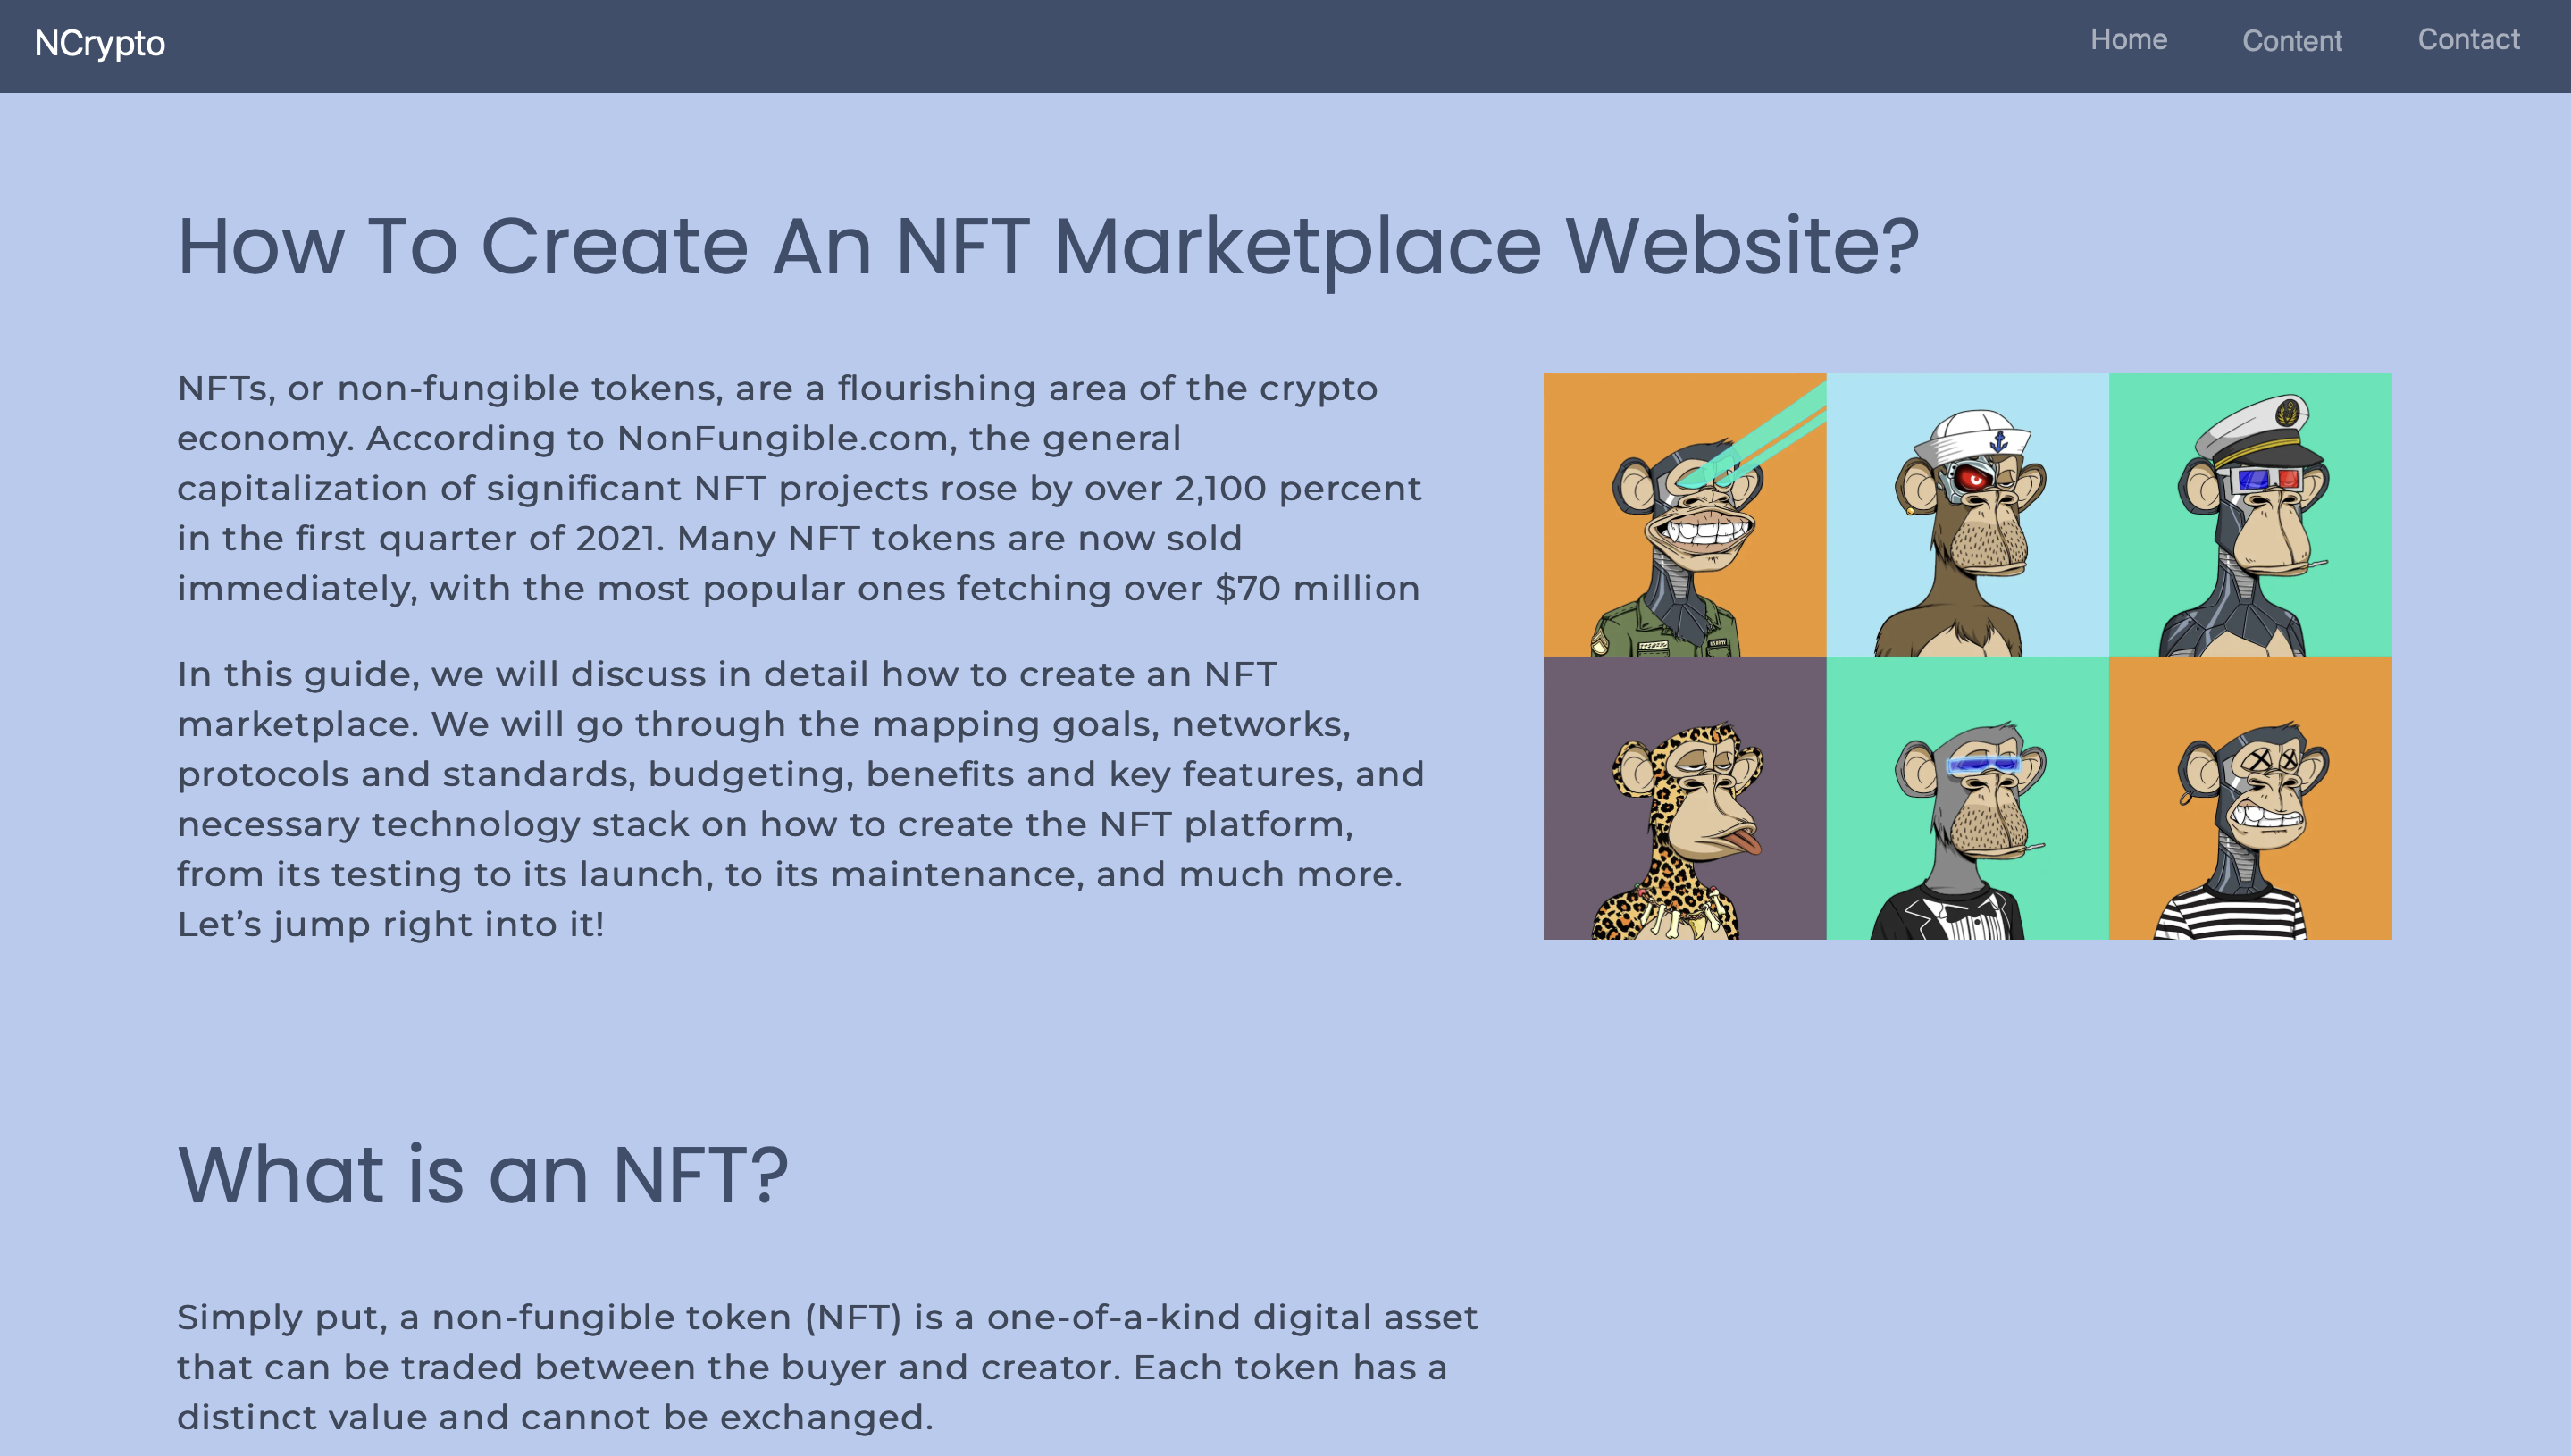 NCrypto
Home
Content
Contact
How To Create An NFT Marketplace Website?
NFTs, or non-fungible tokens, are a flourishing area of the crypto
economy. According to NonFungible.com, the general
capitalization of significant NFT projects rose by over 2,100 percent
in the first quarter of 2021. Many NFT tokens are now sold
immediately, with the most popular ones fetching over $70 million
In this guide, we will discuss in detail how to create an NFT
marketplace. We will go through the mapping goals, networks,
protocols and standards, budgeting, benefits and key features, and
necessary technology stack on how to create the NFT platform,
from its testing to its launch, to its maintenance, and much more.
Let’s jump right into it!
What is an NFT?
Simply put, a non-fungible token (NFT) is a one-of-a-kind digital asset
that can be traded between the buyer and creator. Each token has a
distinct value and cannot be exchanged.